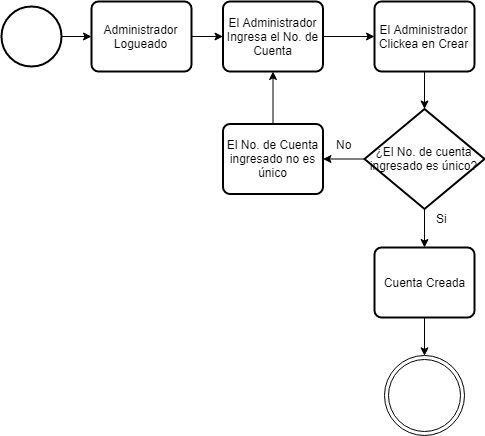 Administrador
Logueado
El Administrador
Ingresa el No. de
Cuenta
El Administrador
Clickea en Crear
El No. de Cuenta
ingresado no es
único
No
¿El No. de cuenta
ingresado es único?
Si
Cuenta Creada